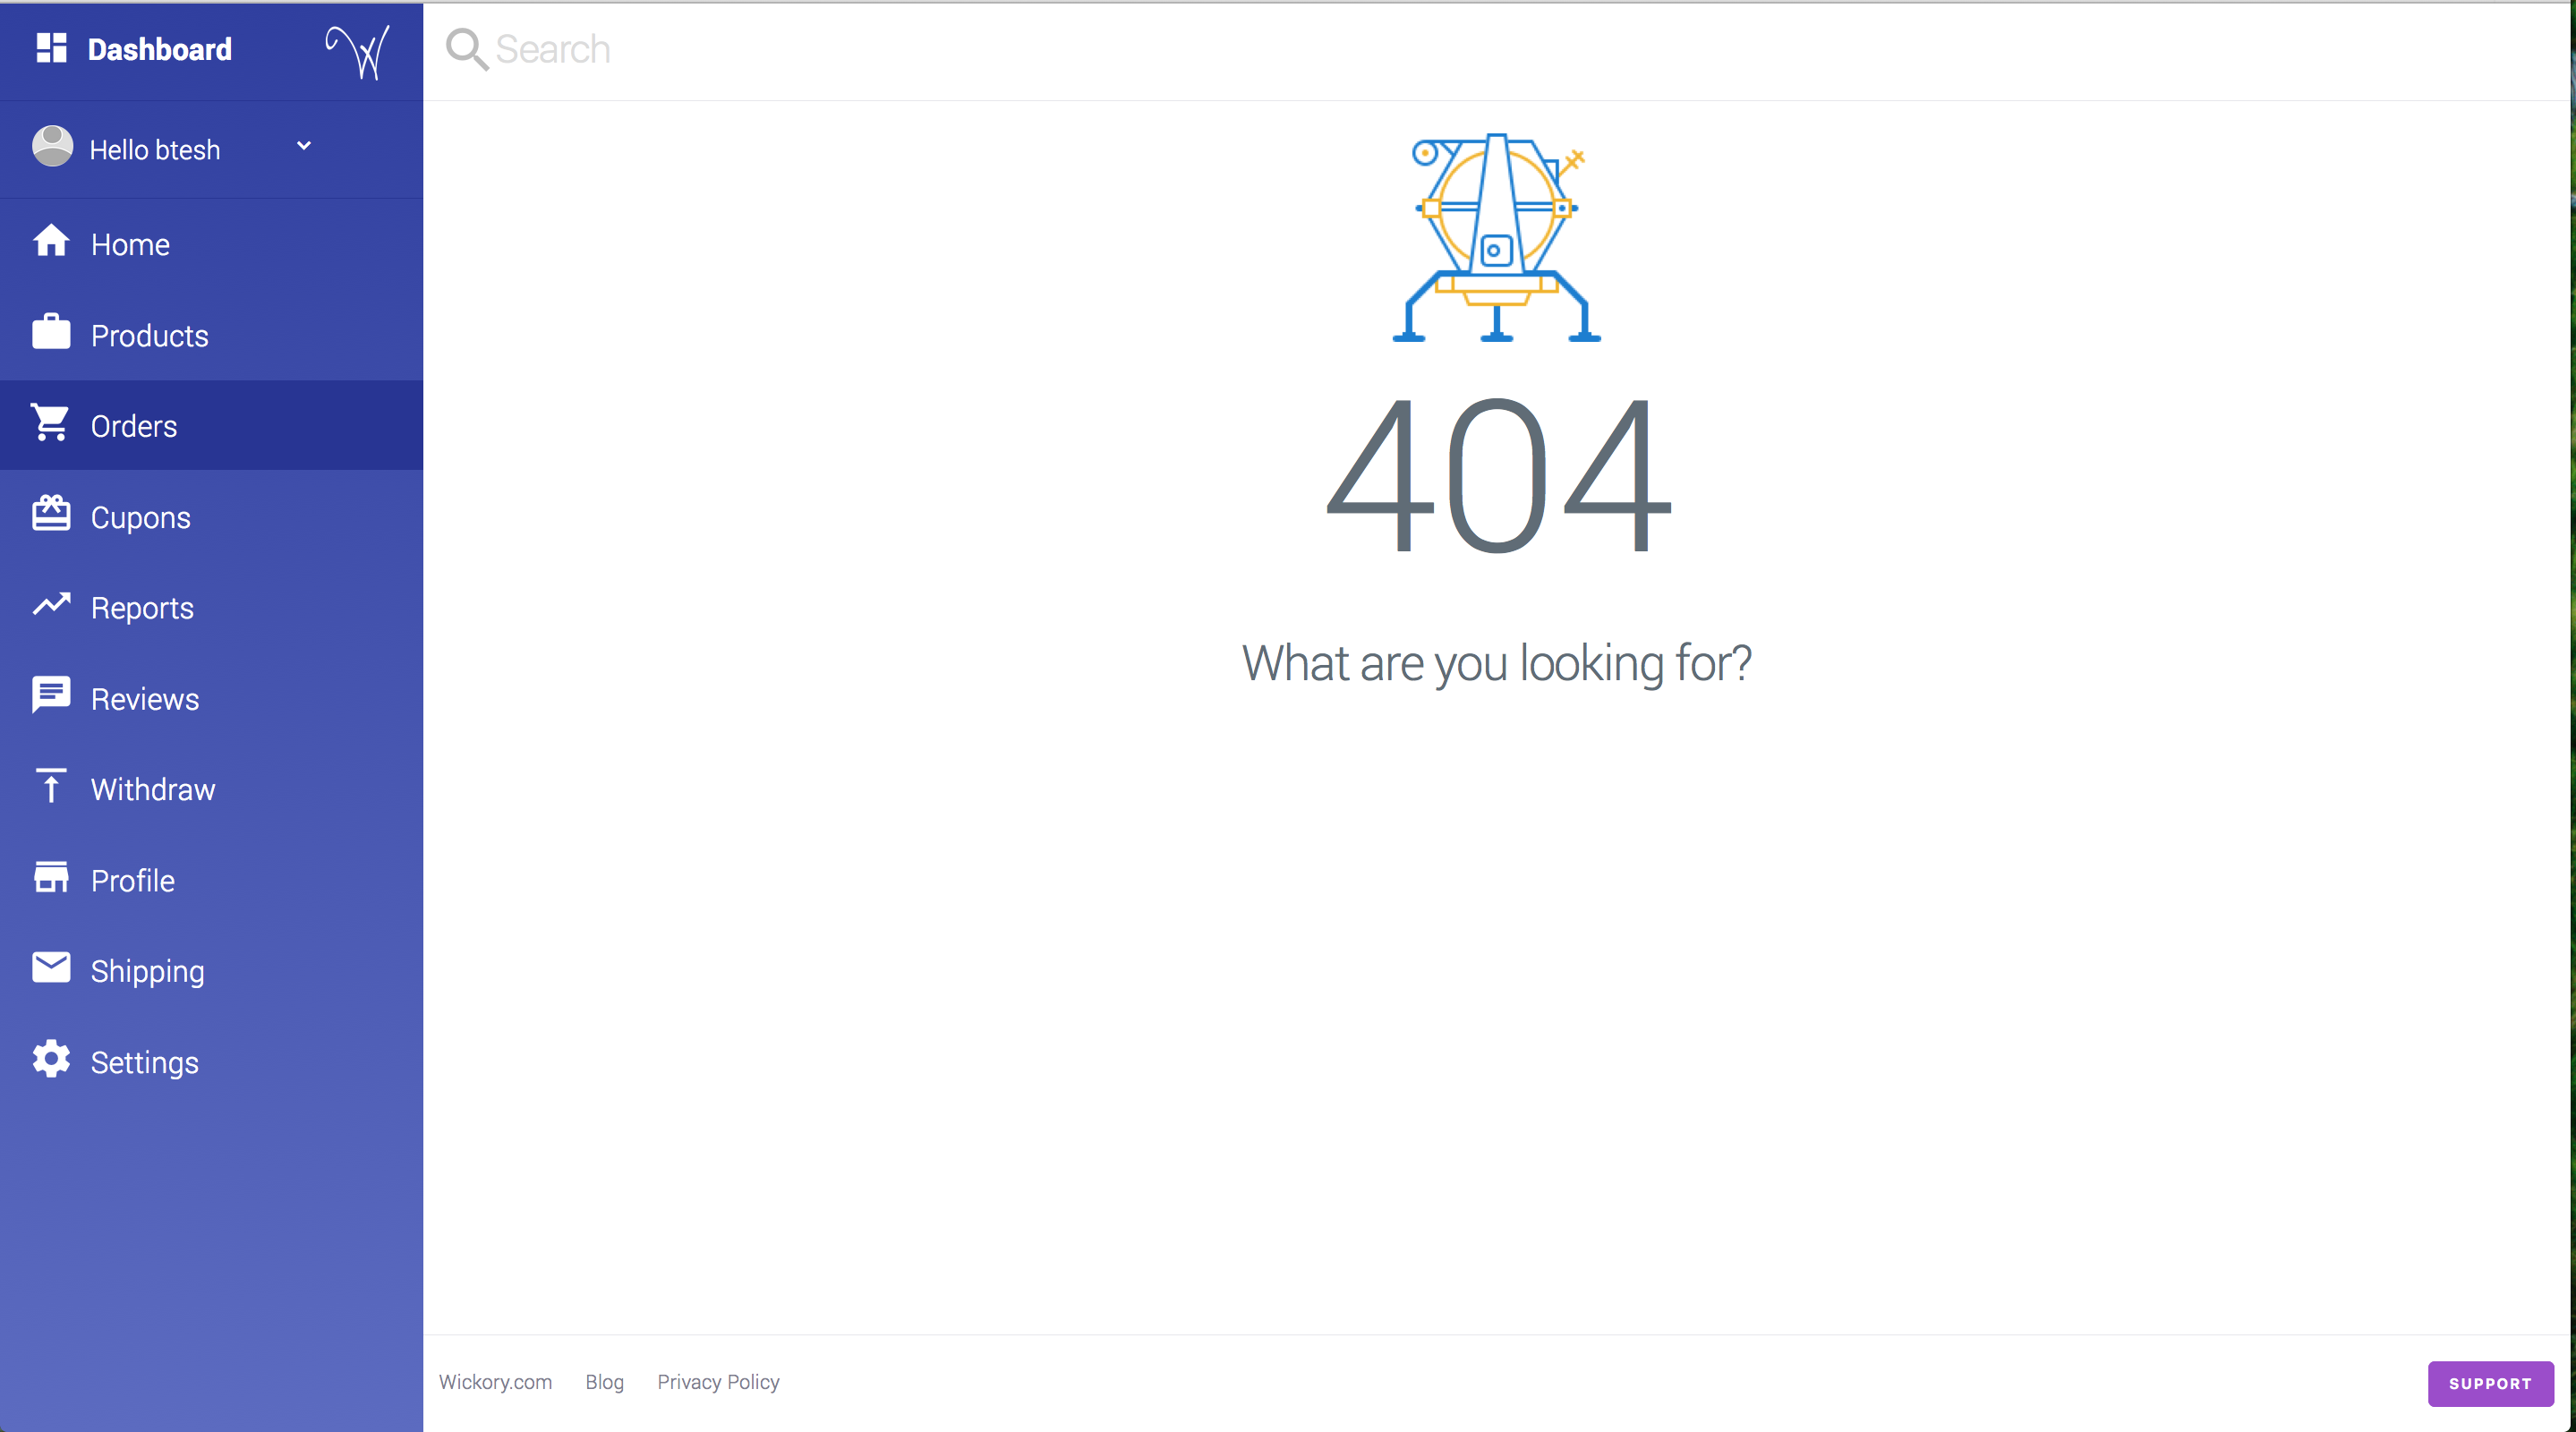 Dashboard
W
Search
Hello btesh
Home
Products
Orders
Cupons
Reports
Reviews
Withdraw
Profile
Shipping
Settings
404
What are you looking for?
Wickory.com Blog Privacy Policy
SUPPORT